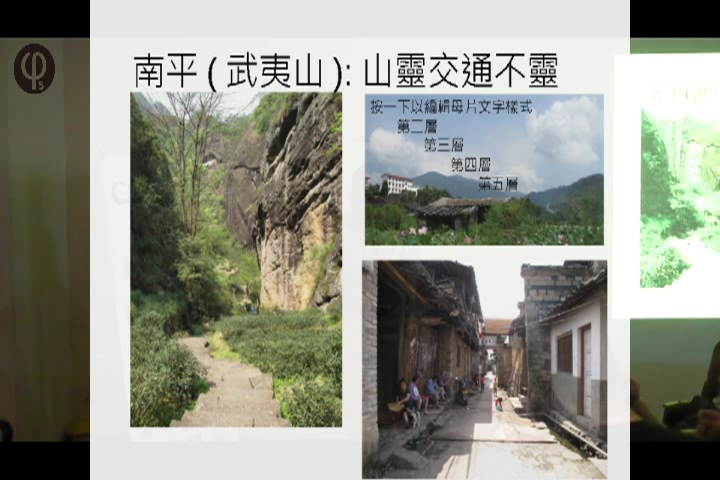 南平 ( 武夷山 ): 山靈交通不靈
按一下以編輯母片文字樣式
第二層
第三層
第四層
第五層
φ5